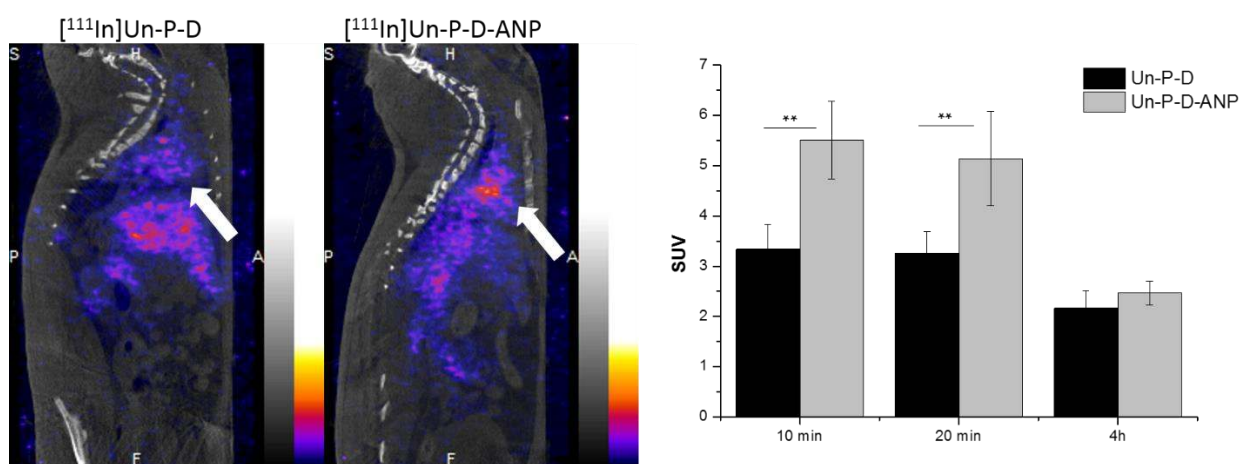 [¹¹¹In]Un-P-D
[¹¹¹In]Un-P-D-ANP
S
H
P
A
F
S
H
P
A
F
SUV
7
6
5
4
3
2
1
0
**
**
Un-P-D
Un-P-D-ANP
10 min
20 min
4h